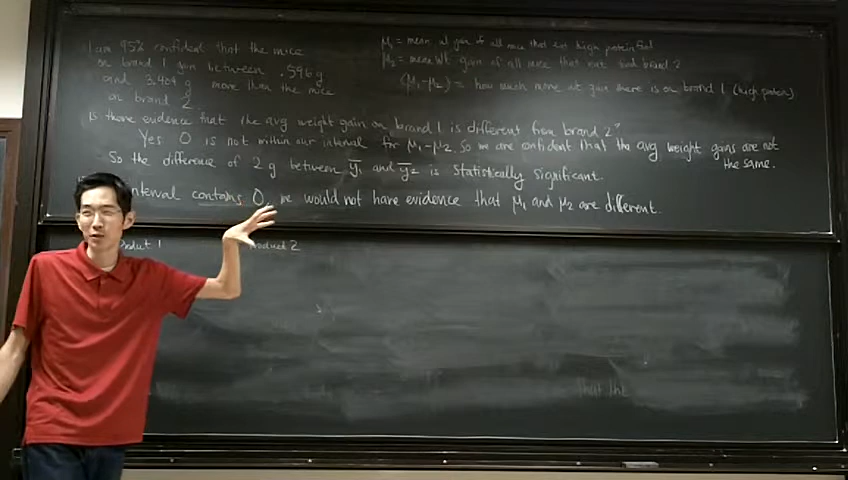 I am 95% confident that the mice
on brand 1 gain between .596g
and 3.404 g more than the mice
on brand 2.
μ₁ = mean wt gain of all mice that eat high protein
μ₂ = mean wt. gain of all mice that eat brand 2
(μ₁-μ₂) = how much more wt gain there is on brand 1 (high protein).
Is there evidence that the avg weight gain on brand 1 is different from brand 2?
Yes. 0 is not within our interval for μ₁-μ₂. So we are confident that the avg weight gains are not
the same.
So the difference of 2 g between ȳ₁ and ȳ₂ is statistically significant.
interval contains 0, we would not have evidence that μ₁ and μ₂ are different.
Product 1
Product 2
that the